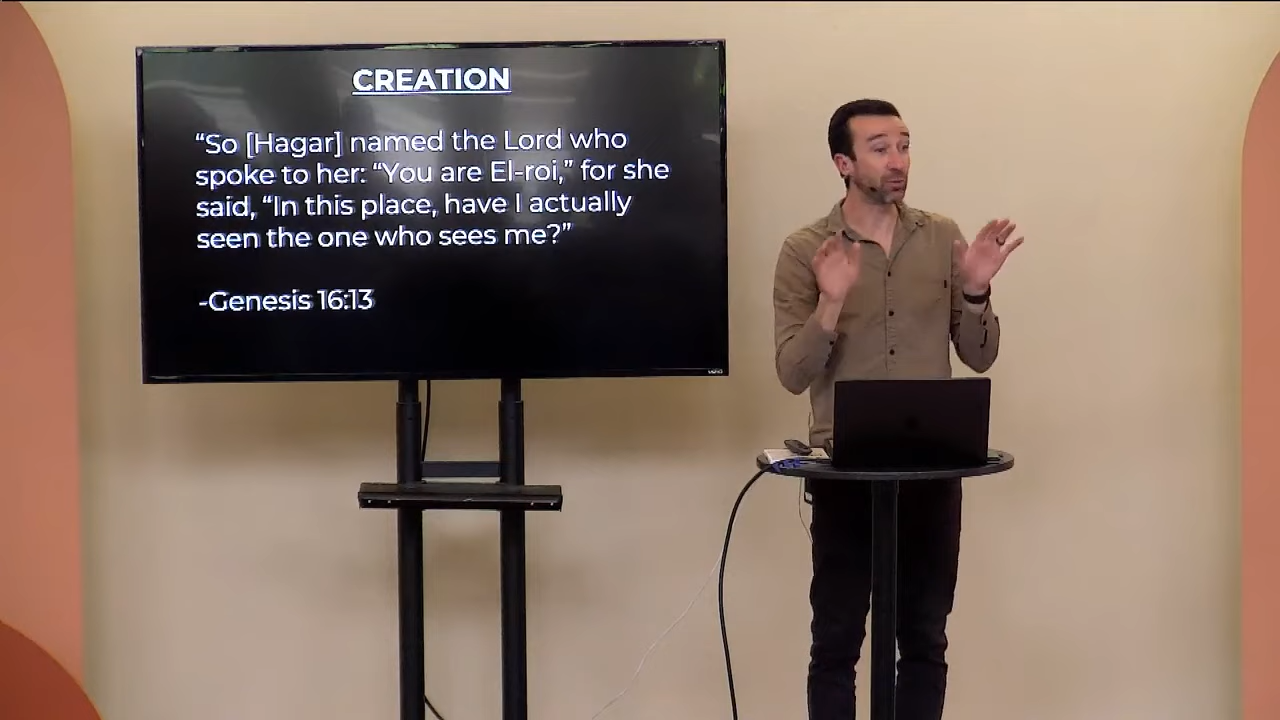 CREATION
“So [Hagar] named the Lord who
spoke to her: “You are El-roi,” for she
said, “In this place, have I actually
seen the one who sees me?”
-Genesis 16:13